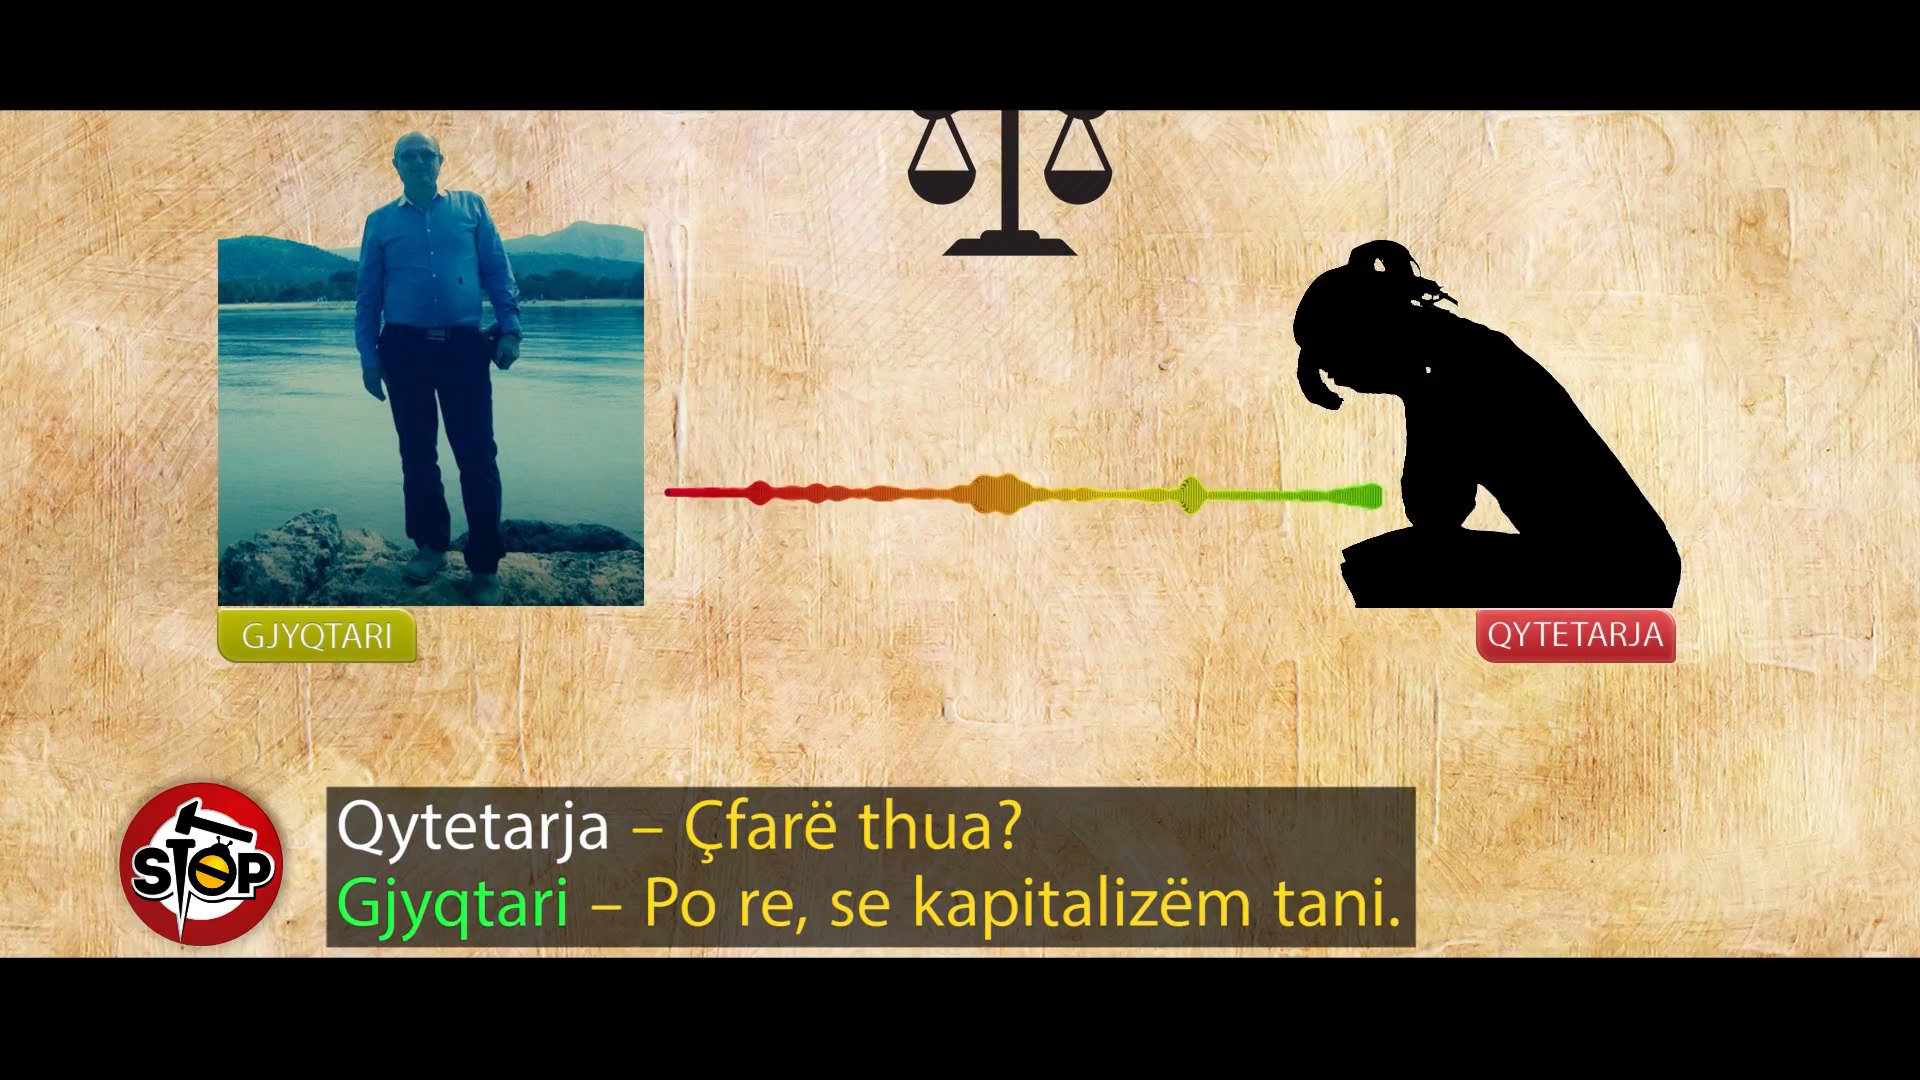 GJYQTARI
QYTETARJA
STOP
Qytetarja – Çfarë thua?
Gjyqtari – Po re, se kapitalizëm tani.